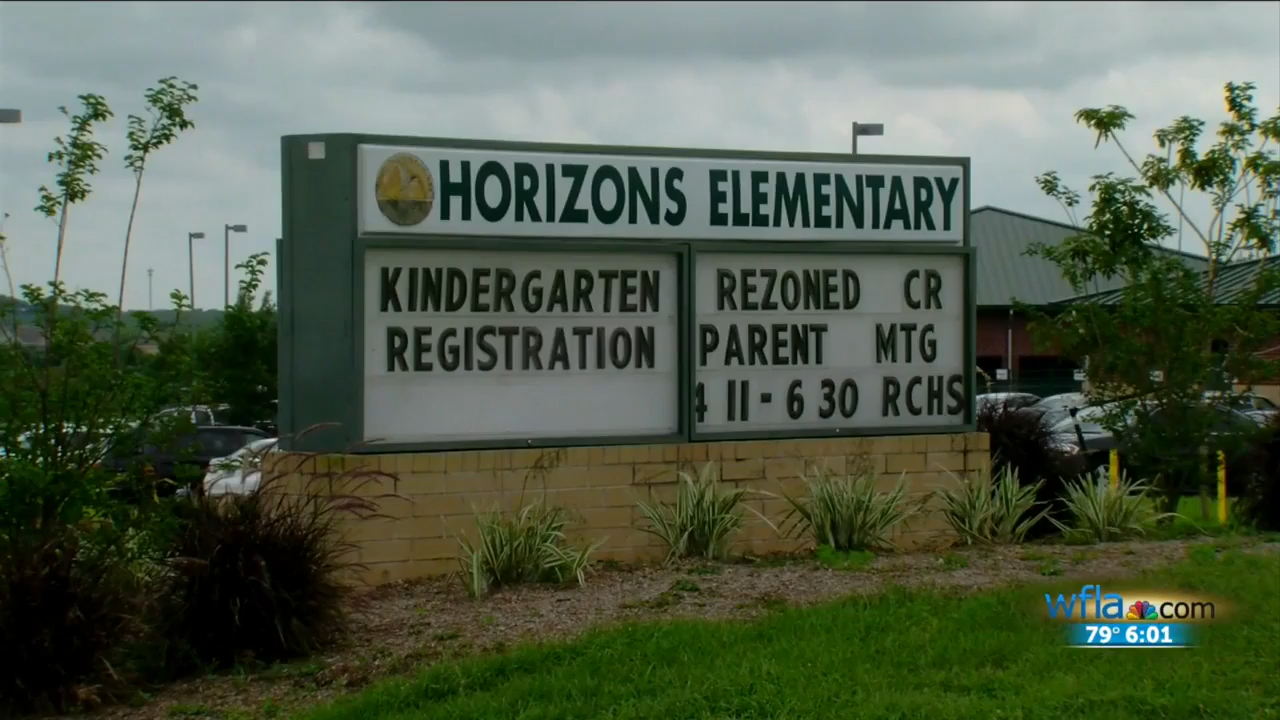 HORIZONS ELEMENTARY
KINDERGARTEN
REGISTRATION
REZONED CR
PARENT MTG
4 11 - 6 30 RCHS
wfla.com
79° 6:01